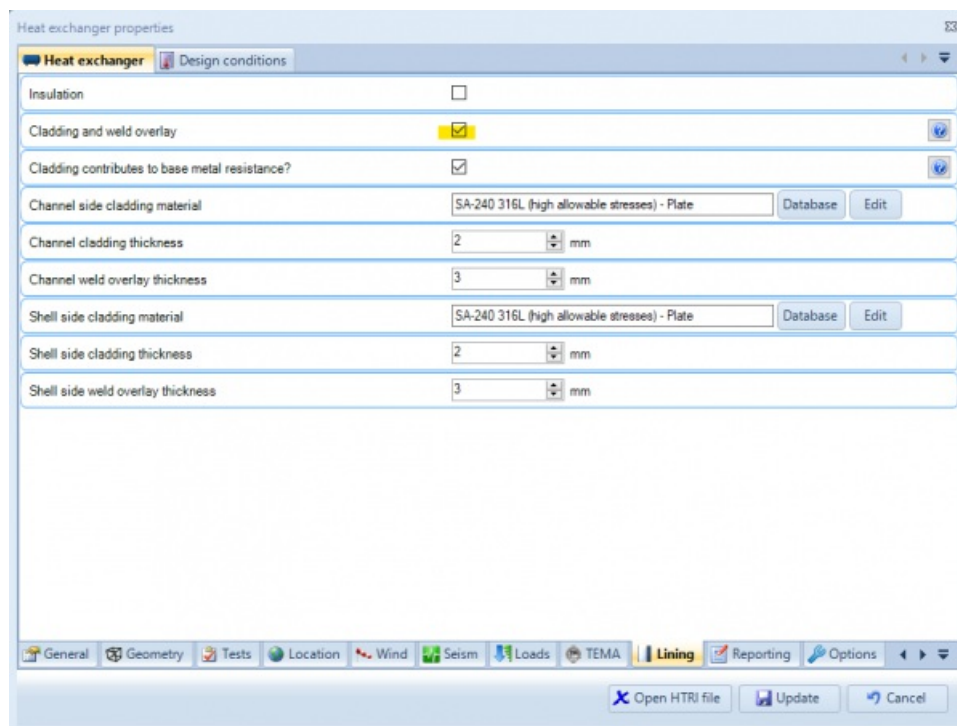 Heat exchanger properties
Heat exchanger Design conditions
Insulation
Cladding and weld overlay
Cladding contributes to base metal resistance?
Channel side cladding material SA-240 316L (high allowable stresses) - Plate Database Edit
Channel cladding thickness 2 mm
Channel weld overlay thickness 3 mm
Shell side cladding material SA-240 316L (high allowable stresses) - Plate Database Edit
Shell side cladding thickness 2 mm
Shell side weld overlay thickness 3 mm
General Geometry Tests Location Wind Seism Loads TEMA Lining Reporting Options
Open HTRI file Update Cancel